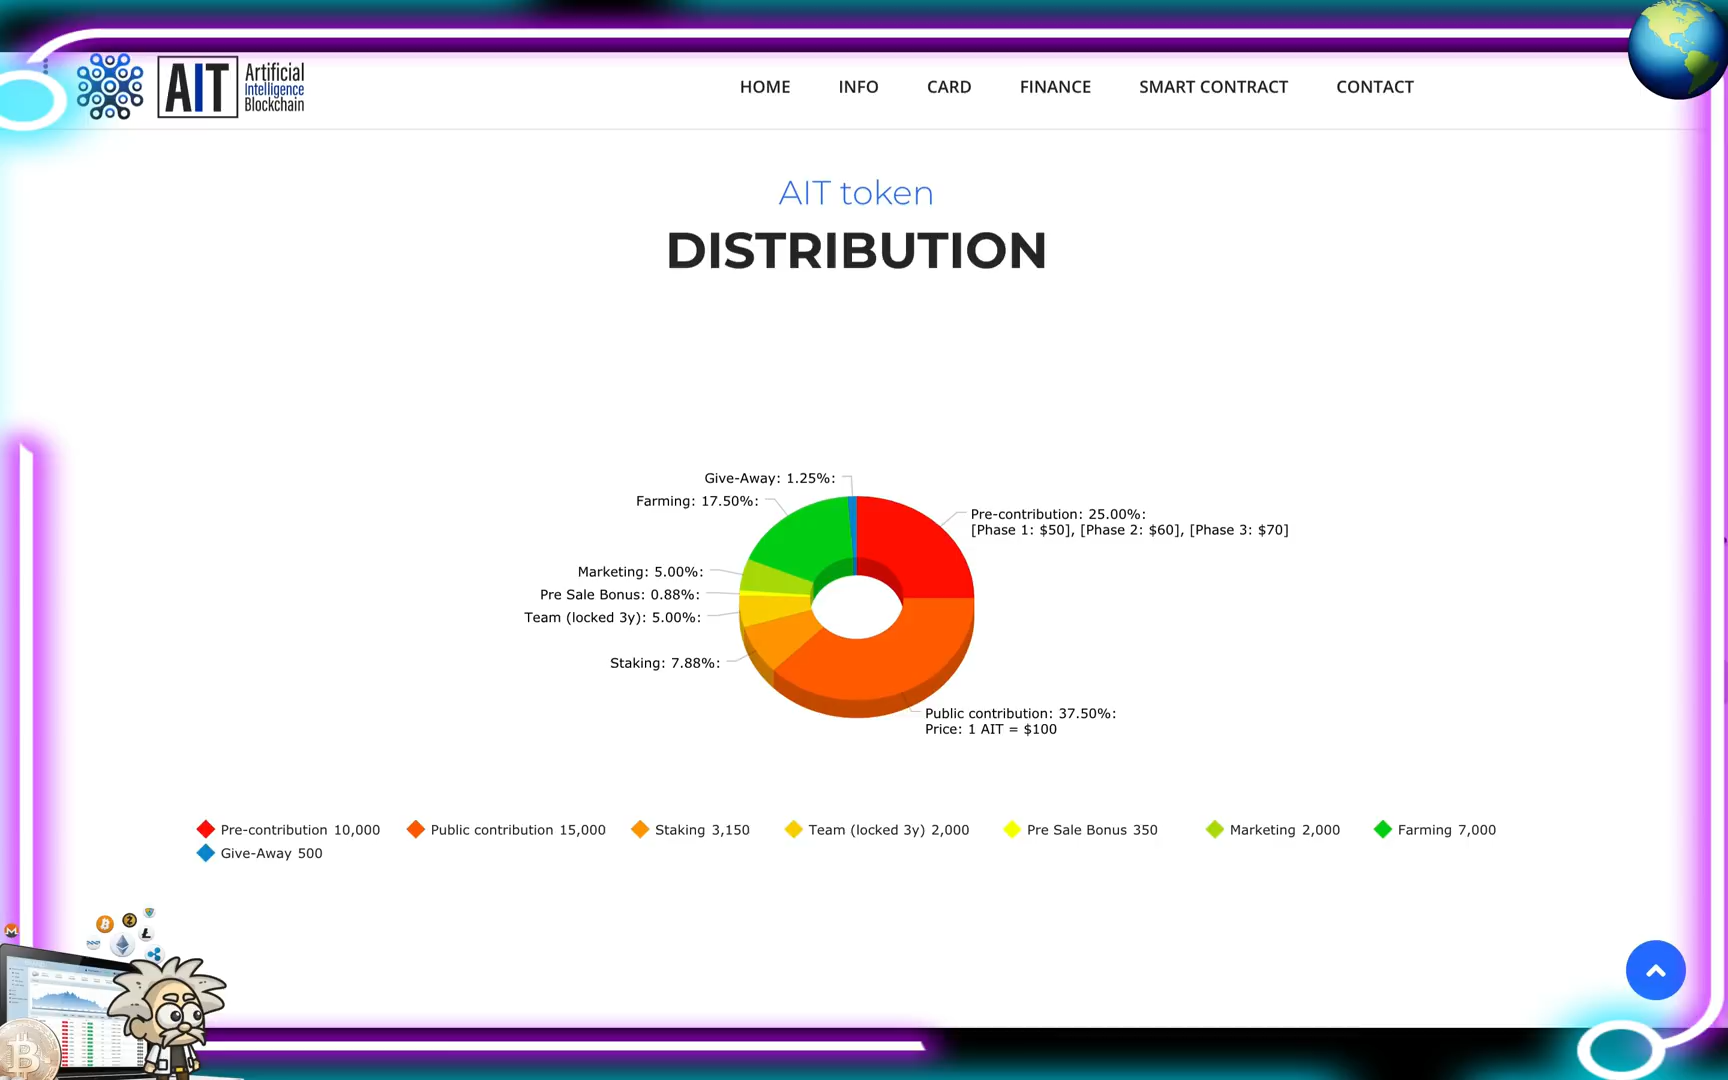 AIT
Artificial
Intelligence
Blockchain
HOME INFO CARD FINANCE SMART CONTRACT CONTACT
AIT token
DISTRIBUTION
Give-Away: 1.25%:
Farming: 17.50%:
Pre-contribution: 25.00%:
[Phase 1: $50], [Phase 2: $60], [Phase 3: $70]
Marketing: 5.00%:
Pre Sale Bonus: 0.88%:
Team (locked 3y): 5.00%:
Staking: 7.88%:
Public contribution: 37.50%:
Price: 1 AIT = $100
Pre-contribution 10,000 Public contribution 15,000 Staking 3,150 Team (locked 3y) 2,000 Pre Sale Bonus 350 Marketing 2,000 Farming 7,000
Give-Away 500